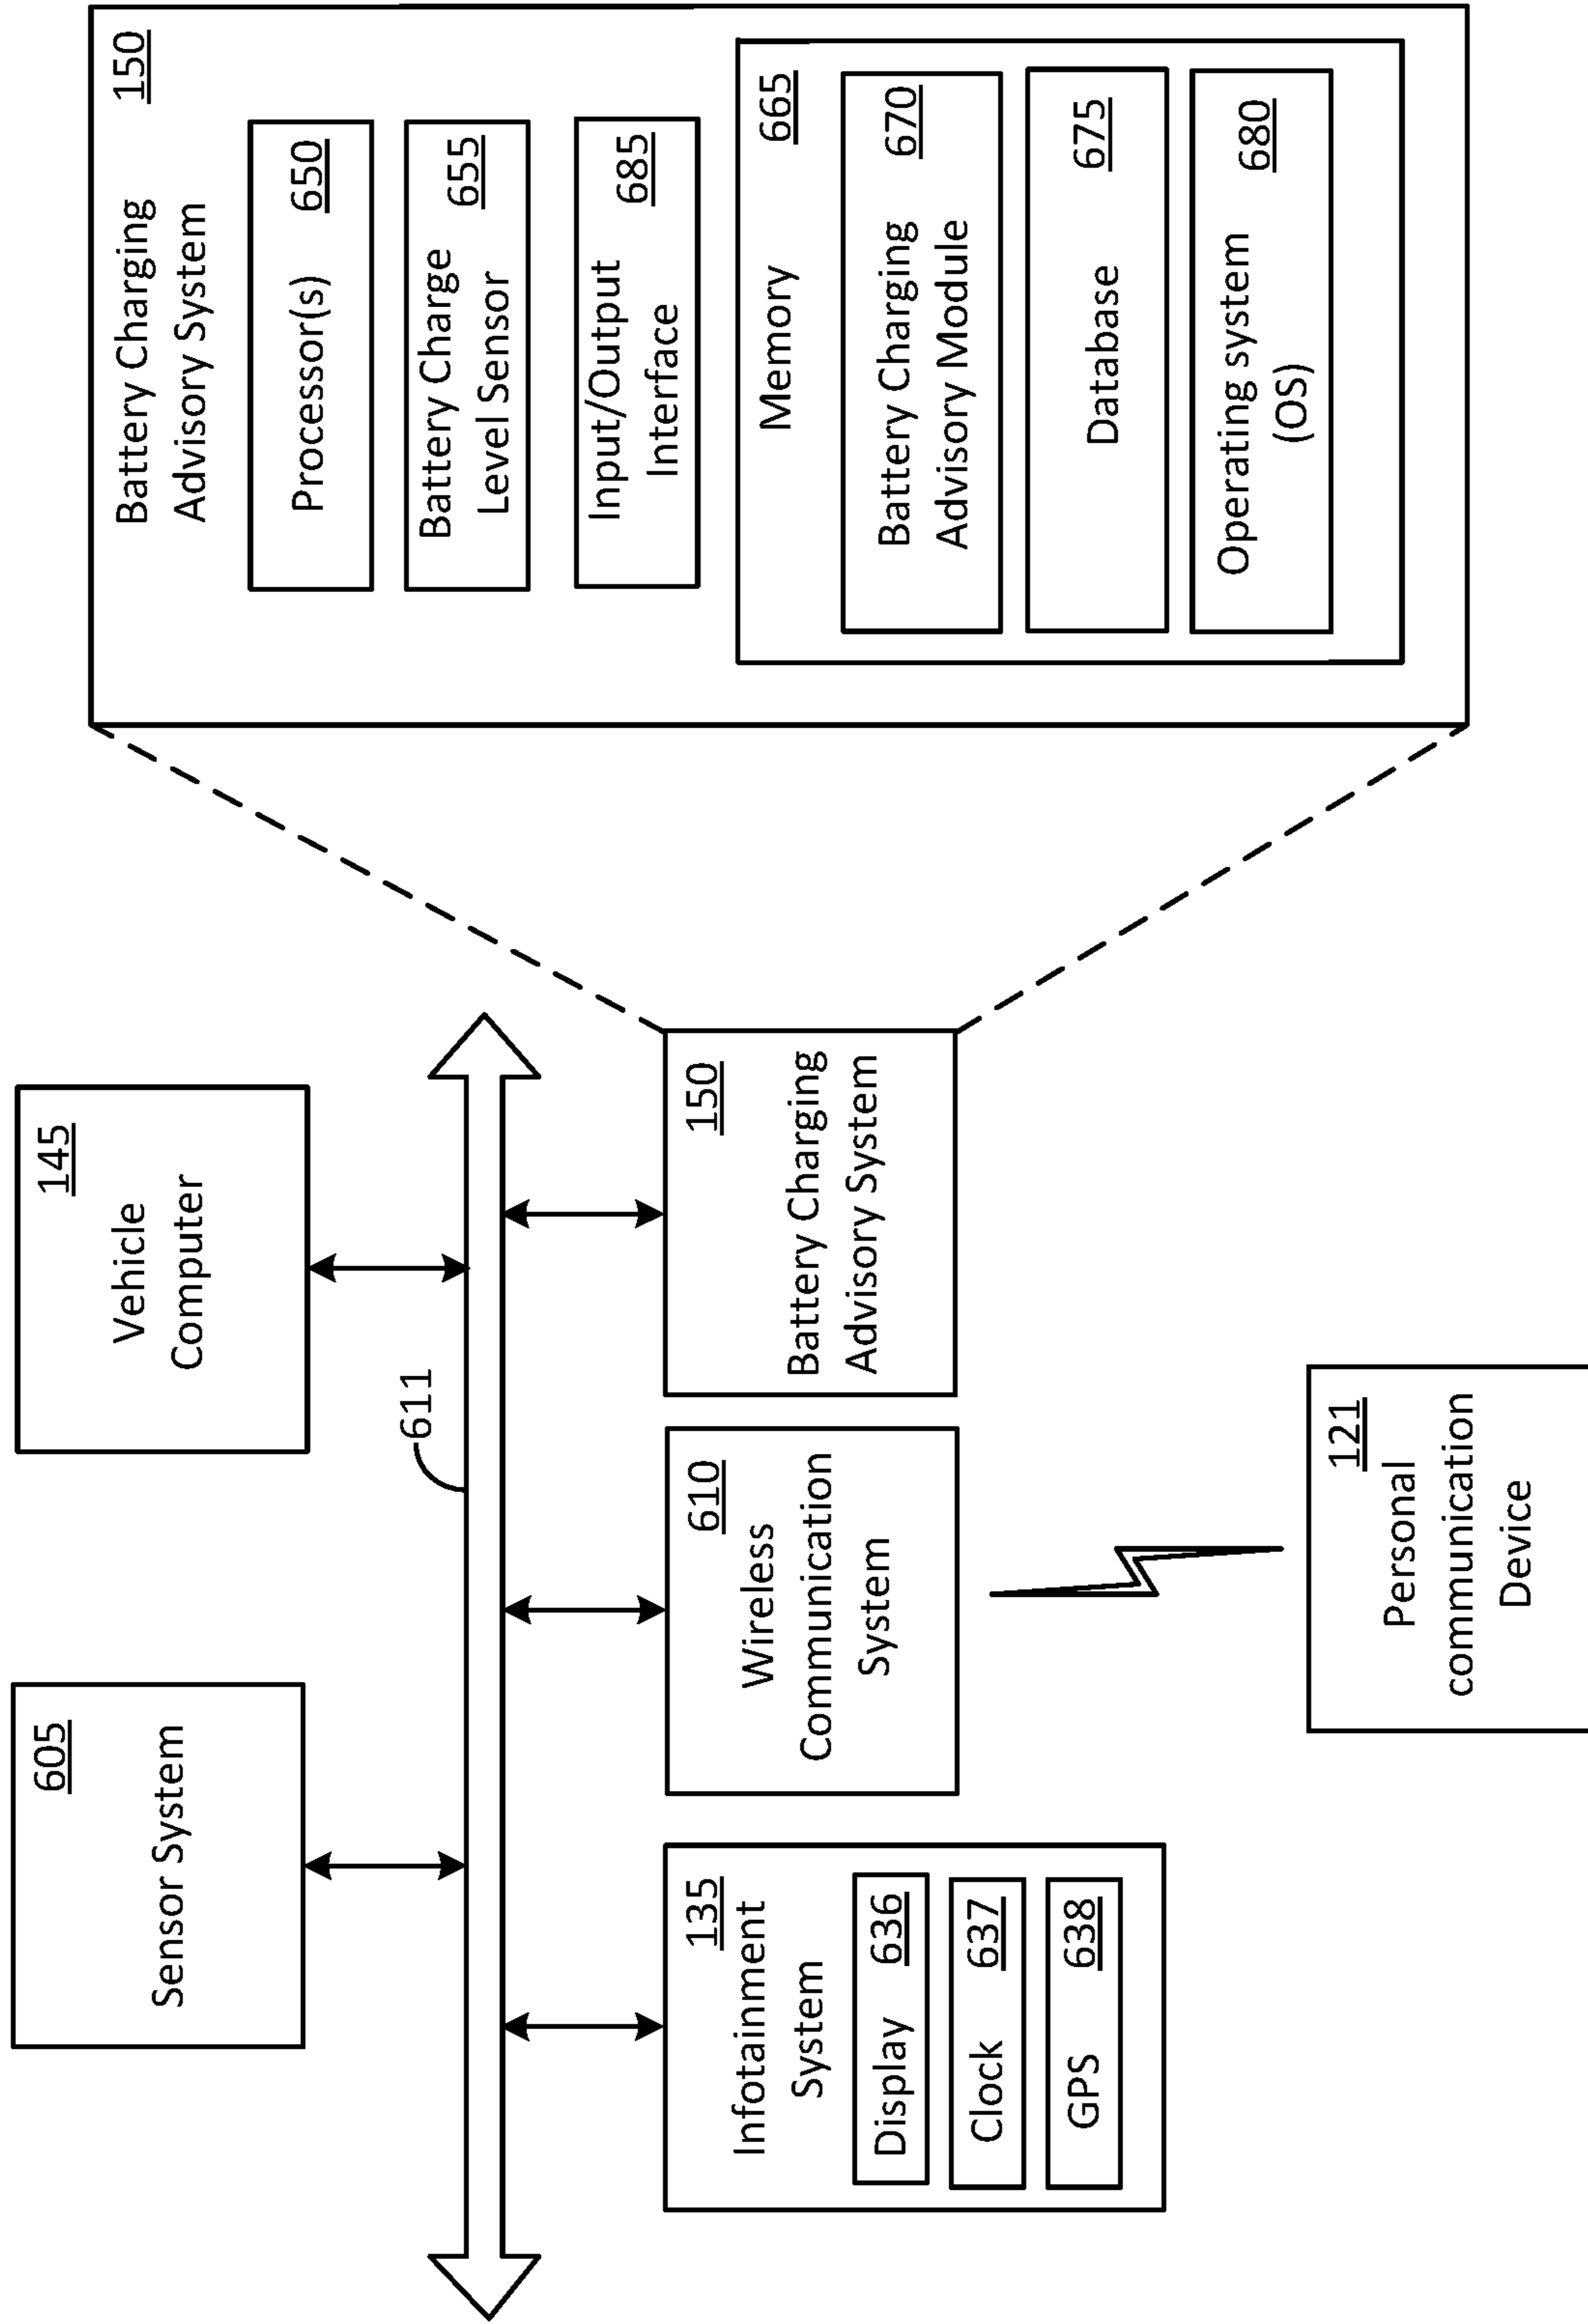 605
Sensor System
145
Vehicle
Computer
611
135
Infotainment
System
Display 636
Clock 637
GPS 638
610
Wireless
Communication
System
150
Battery Charging
Advisory System
121
Personal
communication
Device
Battery Charging 150
Advisory System
Processor(s) 650
Battery Charge 655
Level Sensor
Input/Output 685
Interface
Memory 665
Battery Charging 670
Advisory Module
Database 675
Operating system 680
(OS)